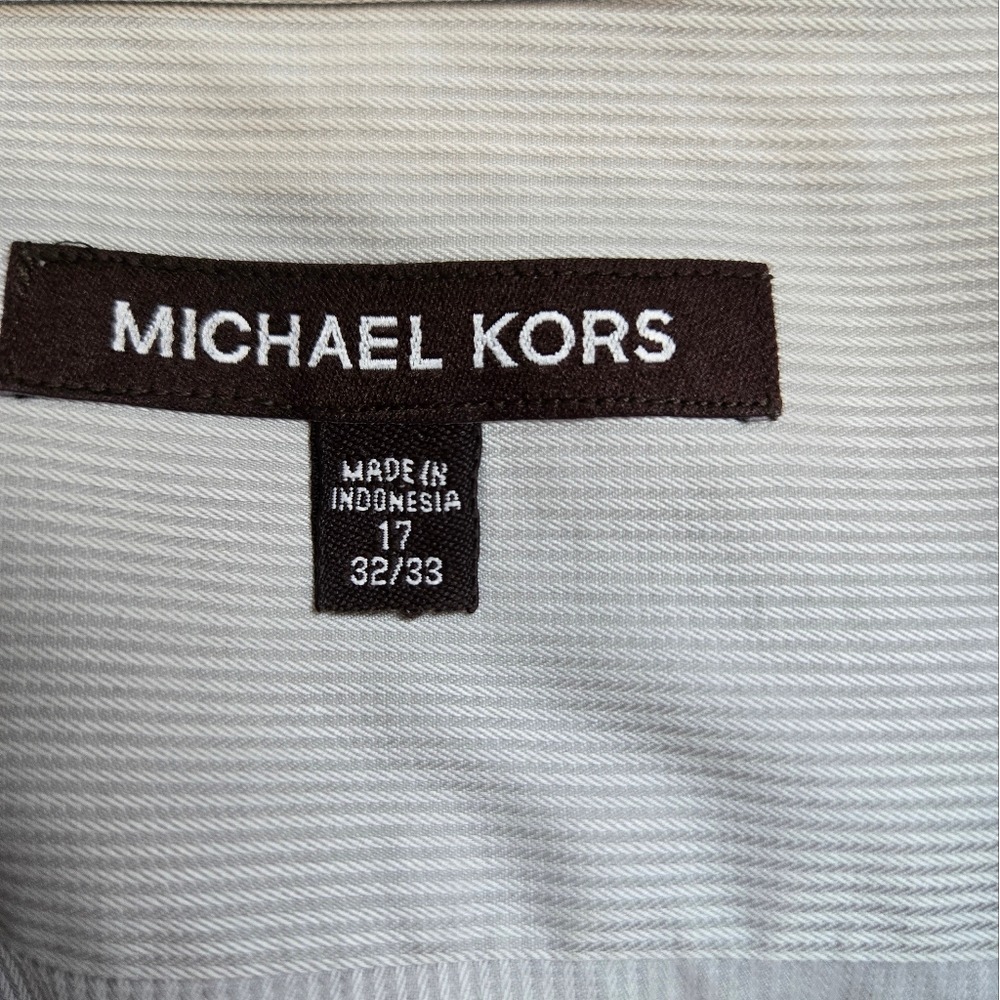 MICHAEL KORS
MADE IN
INDONESIA
17
32/33